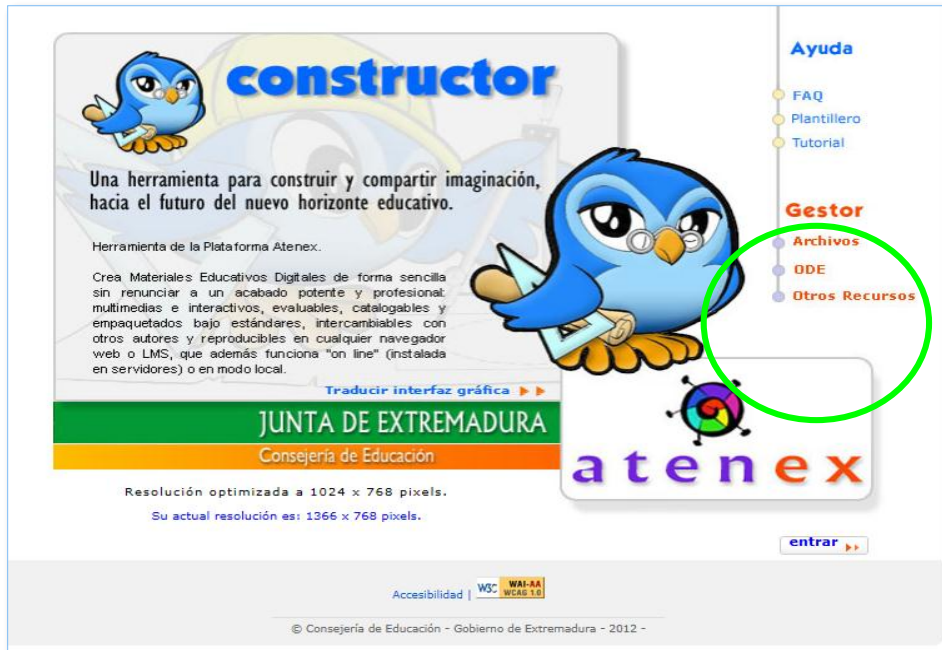 constructor
Una herramienta para construir y compartir imaginación,
hacia el futuro del nuevo horizonte educativo.
Herramienta de la Plataforma Atenex.
Crea Materiales Educativos Digitales de forma sencilla
sin renunciar a un acabado potente y profesional:
multimedias e interactivos, evaluables, catalogables y
empaquetados bajo estándares, intercambiables con
otros autores y reproducibles en cualquier navegador
web o LMS, que además funciona "on line" (instalada
en servidores) o en modo local.
Traducir interfaz gráfica
JUNTA DE EXTREMADURA
Consejería de Educación
Resolución optimizada a 1024 x 768 pixels.
Su actual resolución es: 1366 x 768 pixels.
Ayuda
FAQ
Plantillero
Tutorial
Gestor
Archivos
ODE
Otros Recursos
atenex
entrar
Accesibilidad | W3C WAI-AA
WCAG 1.0
© Consejería de Educación - Gobierno de Extremadura - 2012 -